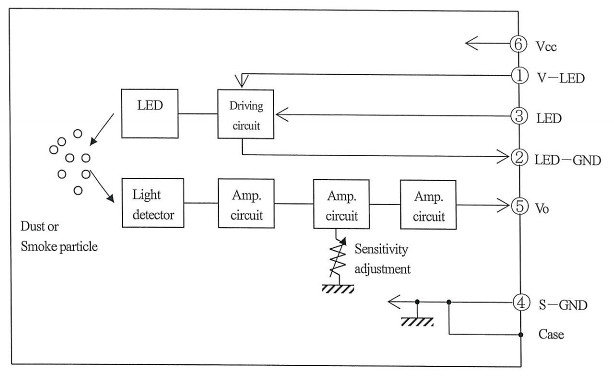 ⑥ Vcc
① V－LED
LED
Driving
circuit
③ LED
② LED－GND
Light
detector
Amp.
circuit
Amp.
circuit
Amp.
circuit
⑤ Vo
Dust or
Smoke particle
Sensitivity
adjustment
④ S－GND
Case